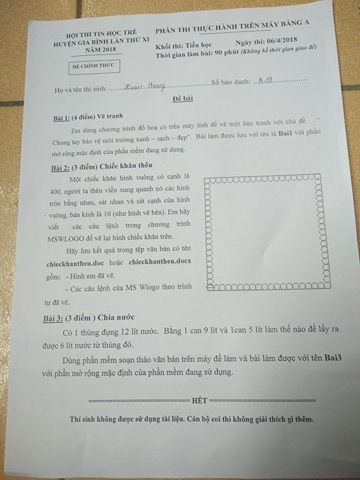 HỘI THI TIN HỌC TRẺ
HUYỆN GIA BÌNH LẦN THỨ XI
NĂM 2018
ĐỀ CHÍNH THỨC
PHẦN THI THỰC HÀNH TRÊN MÁY BẢNG A
Khối thi: Tiểu học Ngày thi: 06/4/2018
Thời gian làm bài: 90 phút (Không kể thời gian giao đề)
Họ và tên thí sinh: Xuân Phong Số báo danh: A
Đề bài
Bài 1: (4 điểm) Vẽ tranh
Em dùng chương trình đồ hoạ có trên máy tính để vẽ một bức tranh với chủ đề
Chung tay bảo vệ môi trường xanh – sạch – đẹp". Bài làm được lưu với tên là Bai1 với phần
mở rộng mặc định của phần mềm đang sử dụng.
Bài 2: (3 điểm) Chiếc khăn thêu
Một chiếc khăn hình vuông có cạnh là
400, người ta thêu viền xung quanh nó các hình
tròn bằng nhau, sát nhau và sát cạnh của hình
vuông, bán kính là 10 (như hình vẽ bên). Em hãy
viết các câu lệnh trong chương trình
MSWLOGO để vẽ lại hình chiếc khăn trên.
Hãy lưu kết quả trong tệp văn bản có tên
chieckhantheu.doc hoặc chieckhantheu.docx
gồm: - Hình em đã vẽ.
- Các câu lệnh của MS Wlogo theo trình
tự đã vẽ.
Bài 3: (3 điểm ) Chia nước
Có 1 thùng đựng 12 lít nước. Bằng 1 can 9 lít và 1can 5 lít làm thế nào để lấy ra
được 6 lít nước từ thùng đó.
Dùng phần mềm soạn thảo văn bản trên máy để làm và bài làm được với tên Bai3
với phần mở rộng mặc định của phần mềm đang sử dụng.
HẾT
Thí sinh không được sử dụng tài liệu. Cán bộ coi thi không giải thích gì thêm.